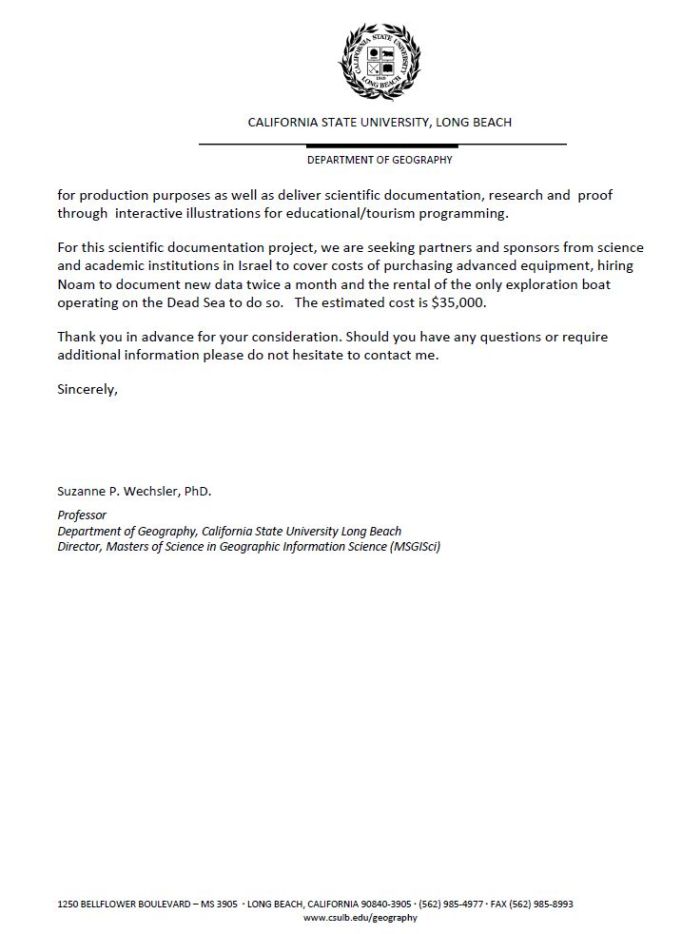 CALIFORNIA STATE UNIVERSITY
LONG BEACH
CALIFORNIA STATE UNIVERSITY, LONG BEACH
DEPARTMENT OF GEOGRAPHY
for production purposes as well as deliver scientific documentation, research and proof
through interactive illustrations for educational/tourism programming.
For this scientific documentation project, we are seeking partners and sponsors from science
and academic institutions in Israel to cover costs of purchasing advanced equipment, hiring
Noam to document new data twice a month and the rental of the only exploration boat
operating on the Dead Sea to do so. The estimated cost is $35,000.
Thank you in advance for your consideration. Should you have any questions or require
additional information please do not hesitate to contact me.
Sincerely,
Suzanne P. Wechsler, PhD.
Professor
Department of Geography, California State University Long Beach
Director, Masters of Science in Geographic Information Science (MSGISci)
1250 BELLFLOWER BOULEVARD – MS 3905 · LONG BEACH, CALIFORNIA 90840-3905 · (562) 985-4977 · FAX (562) 985-8993
www.csulb.edu/geography